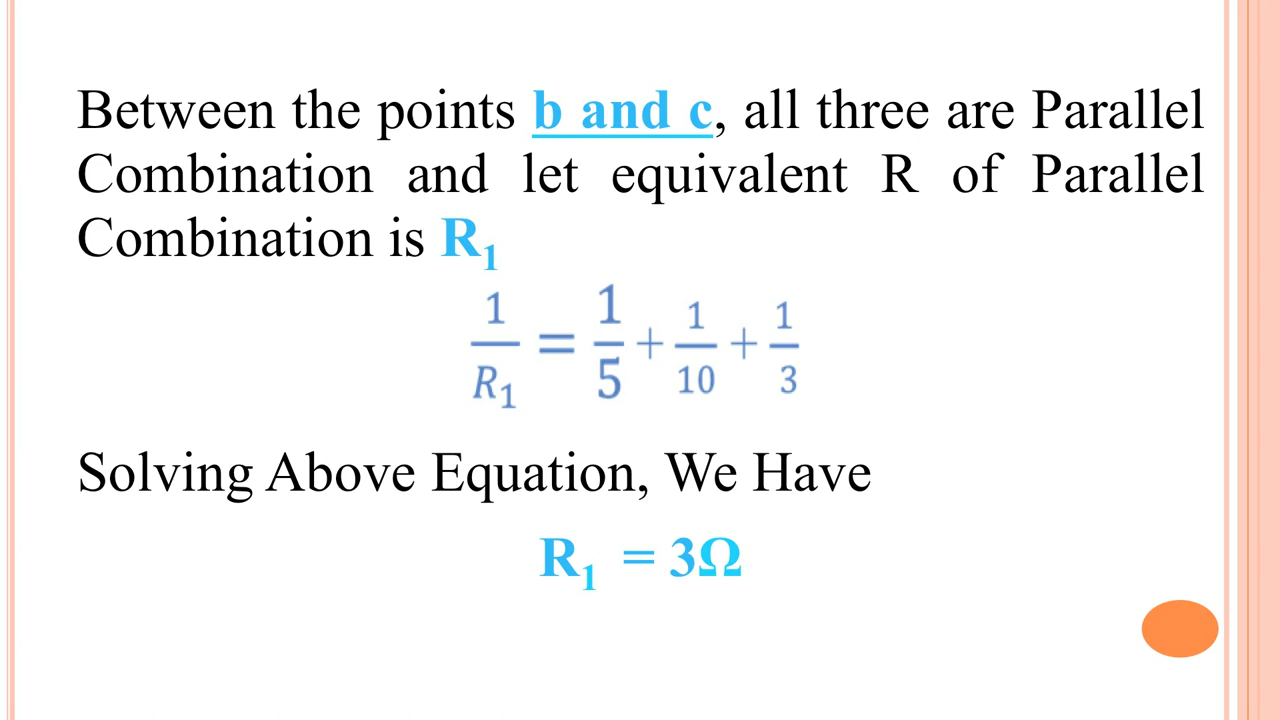 Between the points b and c, all three are Parallel
Combination and let equivalent R of Parallel
Combination is R₁
1/R₁ = 1/5 + 1/10 + 1/3
Solving Above Equation, We Have
R₁ = 3Ω